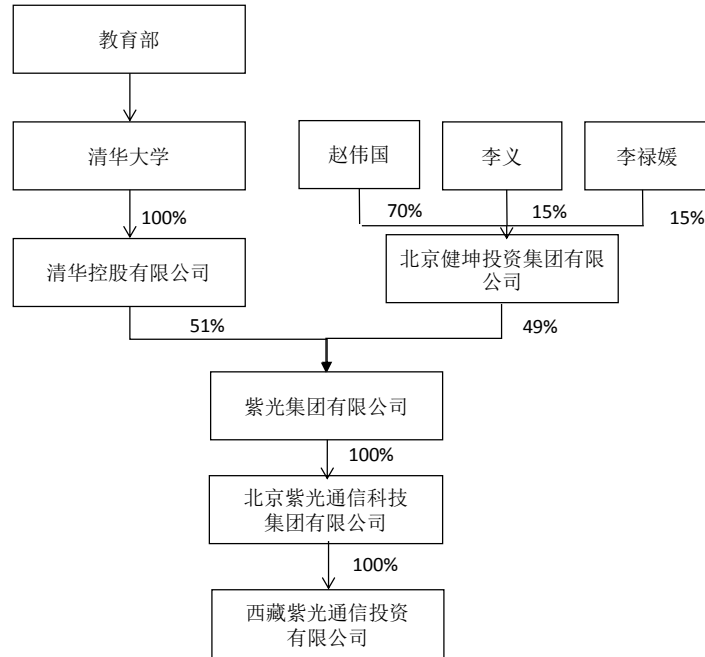 教育部
清华大学
赵伟国
李义
李禄媛
100%
70%
15%
15%
清华控股有限公司
北京健坤投资集团有限
公司
51%
49%
紫光集团有限公司
100%
北京紫光通信科技
集团有限公司
100%
西藏紫光通信投资
有限公司